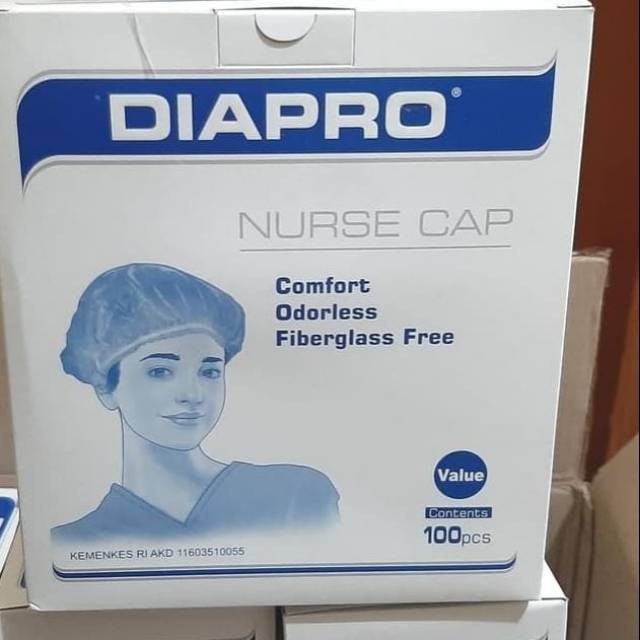 DIAPRO®
NURSE CAP
Comfort
Odorless
Fiberglass Free
Value
Contents
100pcs
KEMENKES RI AKD 11603510055